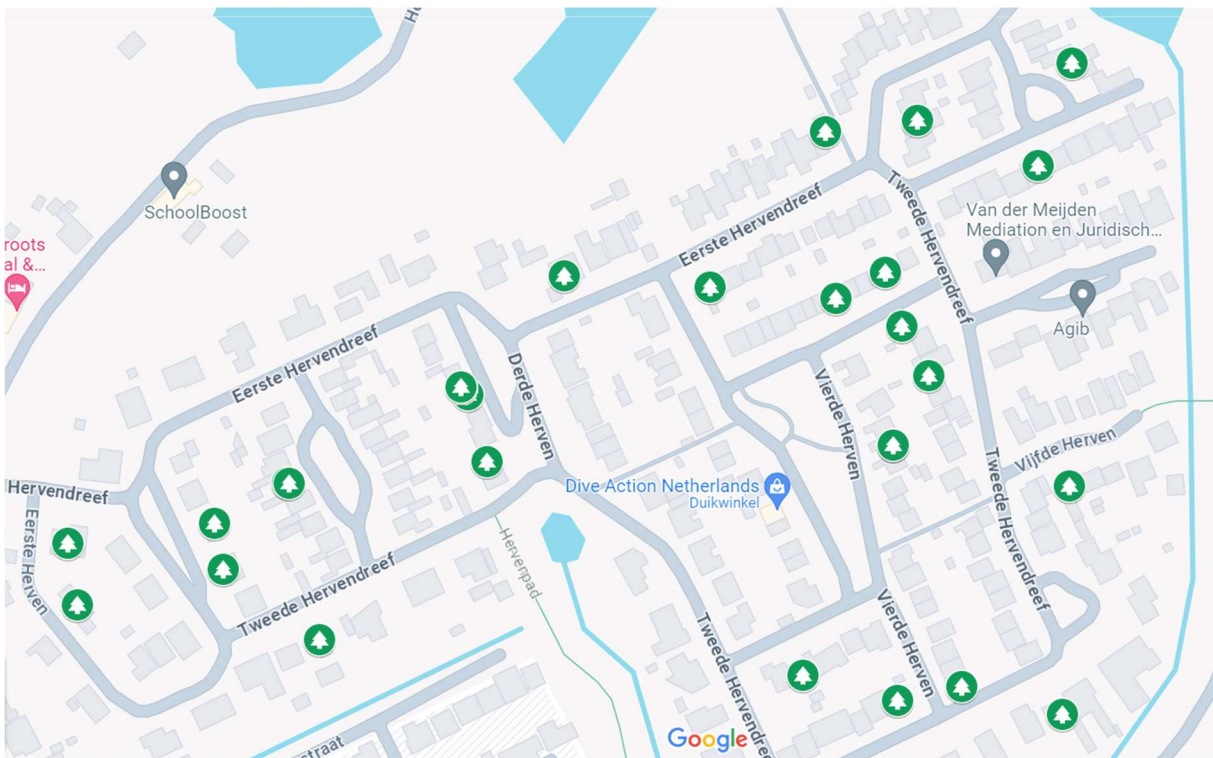 He
SchoolBoost
roots
al &...
Eerste Hervendreef
Tweede Hervendreef
Van der Meijden
Mediation en Juridisch...
Agib
Eerste Hervendreef
Derde Herven
Vierde Herven
Vijfde Herven
Hervendreef
Eerste Herven
Dive Action Netherlands
Duikwinkel
Tweede Hervendreef
Hervenpad
Tweede Hervendreef
Vierde Herven
Tweede Hervendree
straat
Google